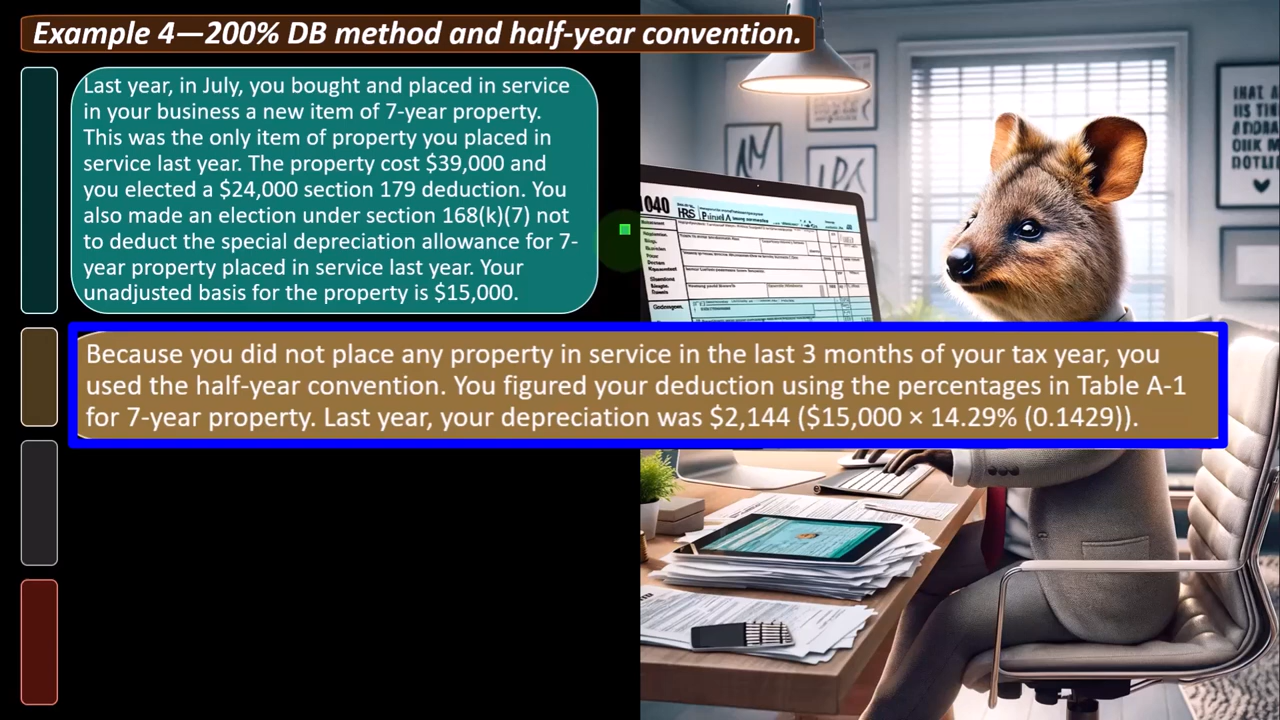 Example 4—200% DB method and half-year convention.
Last year, in July, you bought and placed in service
in your business a new item of 7-year property.
This was the only item of property you placed in
service last year. The property cost $39,000 and
you elected a $24,000 section 179 deduction. You
also made an election under section 168(k)(7) not
to deduct the special depreciation allowance for 7-
year property placed in service last year. Your
unadjusted basis for the property is $15,000.
1040
HRS
Because you did not place any property in service in the last 3 months of your tax year, you
used the half-year convention. You figured your deduction using the percentages in Table A-1
for 7-year property. Last year, your depreciation was $2,144 ($15,000 × 14.29% (0.1429)).